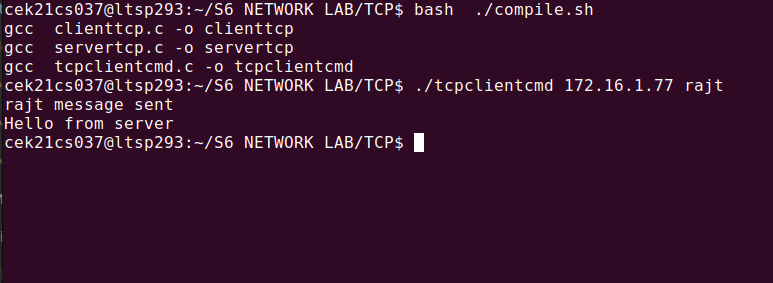 cek21cs037@ltsp293:~/S6 NETWORK LAB/TCP$ bash  ./compile.sh
gcc  clienttcp.c -o clienttcp
gcc  servertcp.c -o servertcp
gcc  tcpclientcmd.c -o tcpclientcmd
cek21cs037@ltsp293:~/S6 NETWORK LAB/TCP$ ./tcpclientcmd 172.16.1.77 rajt
rajt message sent
Hello from server
cek21cs037@ltsp293:~/S6 NETWORK LAB/TCP$